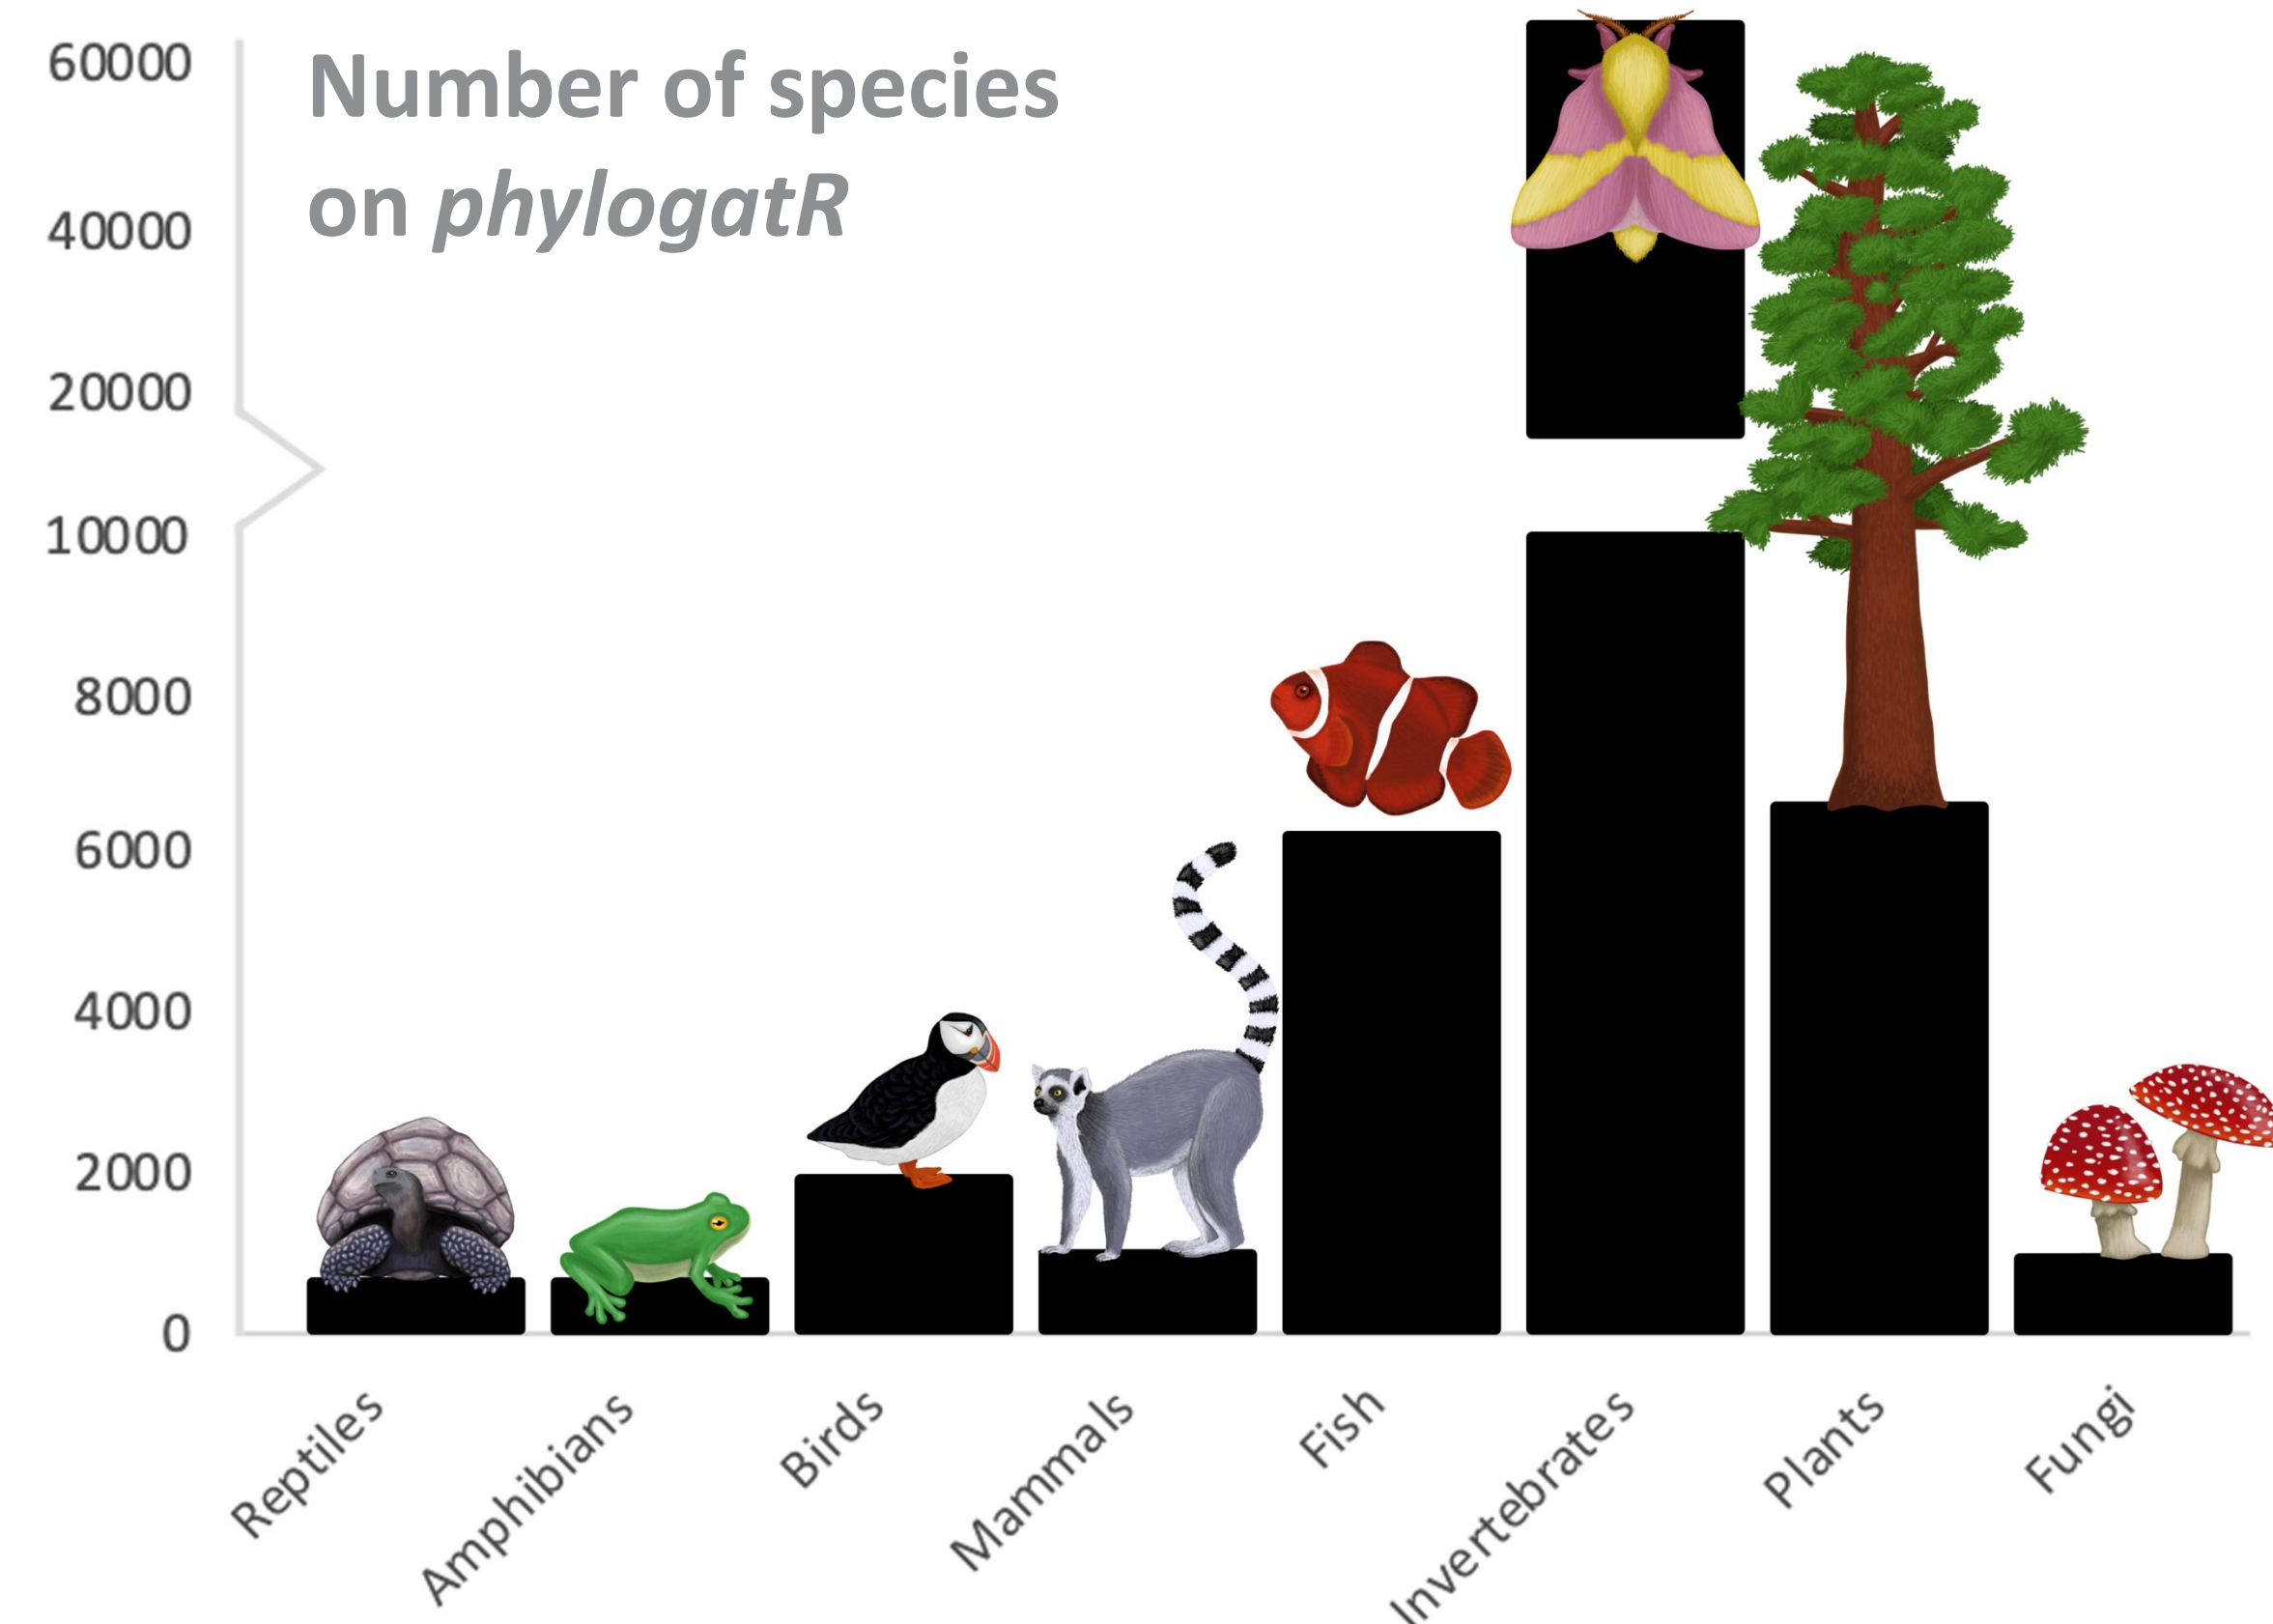 Number of species
on phylogatR
60000
40000
20000
10000
8000
6000
4000
2000
0
Reptiles
Amphibians
Birds
Mammals
Fish
Invertebrates
Plants
Fungi